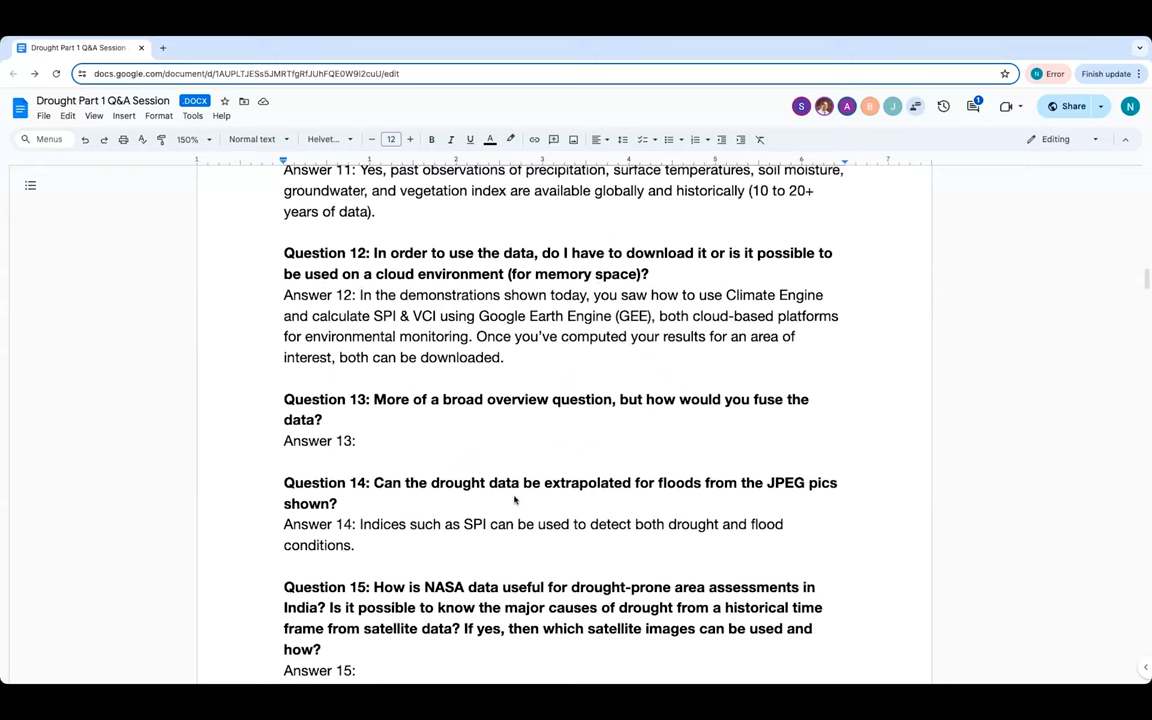 Drought Part 1 Q&A Session
docs.google.com/document/d/1AUPLTJESs5JMRTfgRfJUhFQE0W9I2cuU/edit
N Error
Finish update
Drought Part 1 Q&A Session .DOCX
File Edit View Insert Format Tools Help
S A B J 1 Share N
Menus 150% Normal text Helvet... 12 B I U A Editing
1 1 2 3 4 5 6 7
Answer 11: Yes, past observations of precipitation, surface temperatures, soil moisture,
groundwater, and vegetation index are available globally and historically (10 to 20+
years of data).
Question 12: In order to use the data, do I have to download it or is it possible to
be used on a cloud environment (for memory space)?
Answer 12: In the demonstrations shown today, you saw how to use Climate Engine
and calculate SPI & VCI using Google Earth Engine (GEE), both cloud-based platforms
for environmental monitoring. Once you’ve computed your results for an area of
interest, both can be downloaded.
Question 13: More of a broad overview question, but how would you fuse the
data?
Answer 13:
Question 14: Can the drought data be extrapolated for floods from the JPEG pics
shown?
Answer 14: Indices such as SPI can be used to detect both drought and flood
conditions.
Question 15: How is NASA data useful for drought-prone area assessments in
India? Is it possible to know the major causes of drought from a historical time
frame from satellite data? If yes, then which satellite images can be used and
how?
Answer 15: